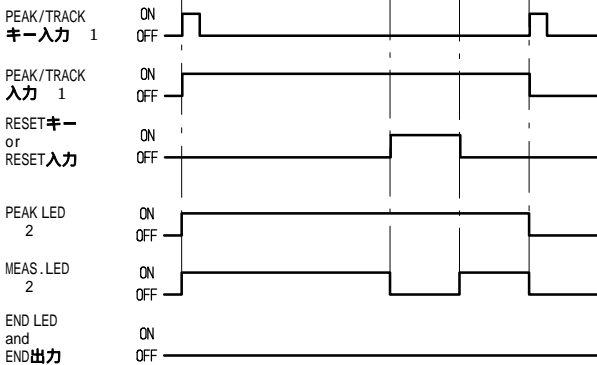 PEAK/TRACK
キー入力 1
ON
OFF
PEAK/TRACK
入力 1
ON
OFF
RESETキー
or
RESET入力
ON
OFF
PEAK LED
2
ON
OFF
MEAS.LED
2
ON
OFF
END LED
and
END出力
ON
OFF